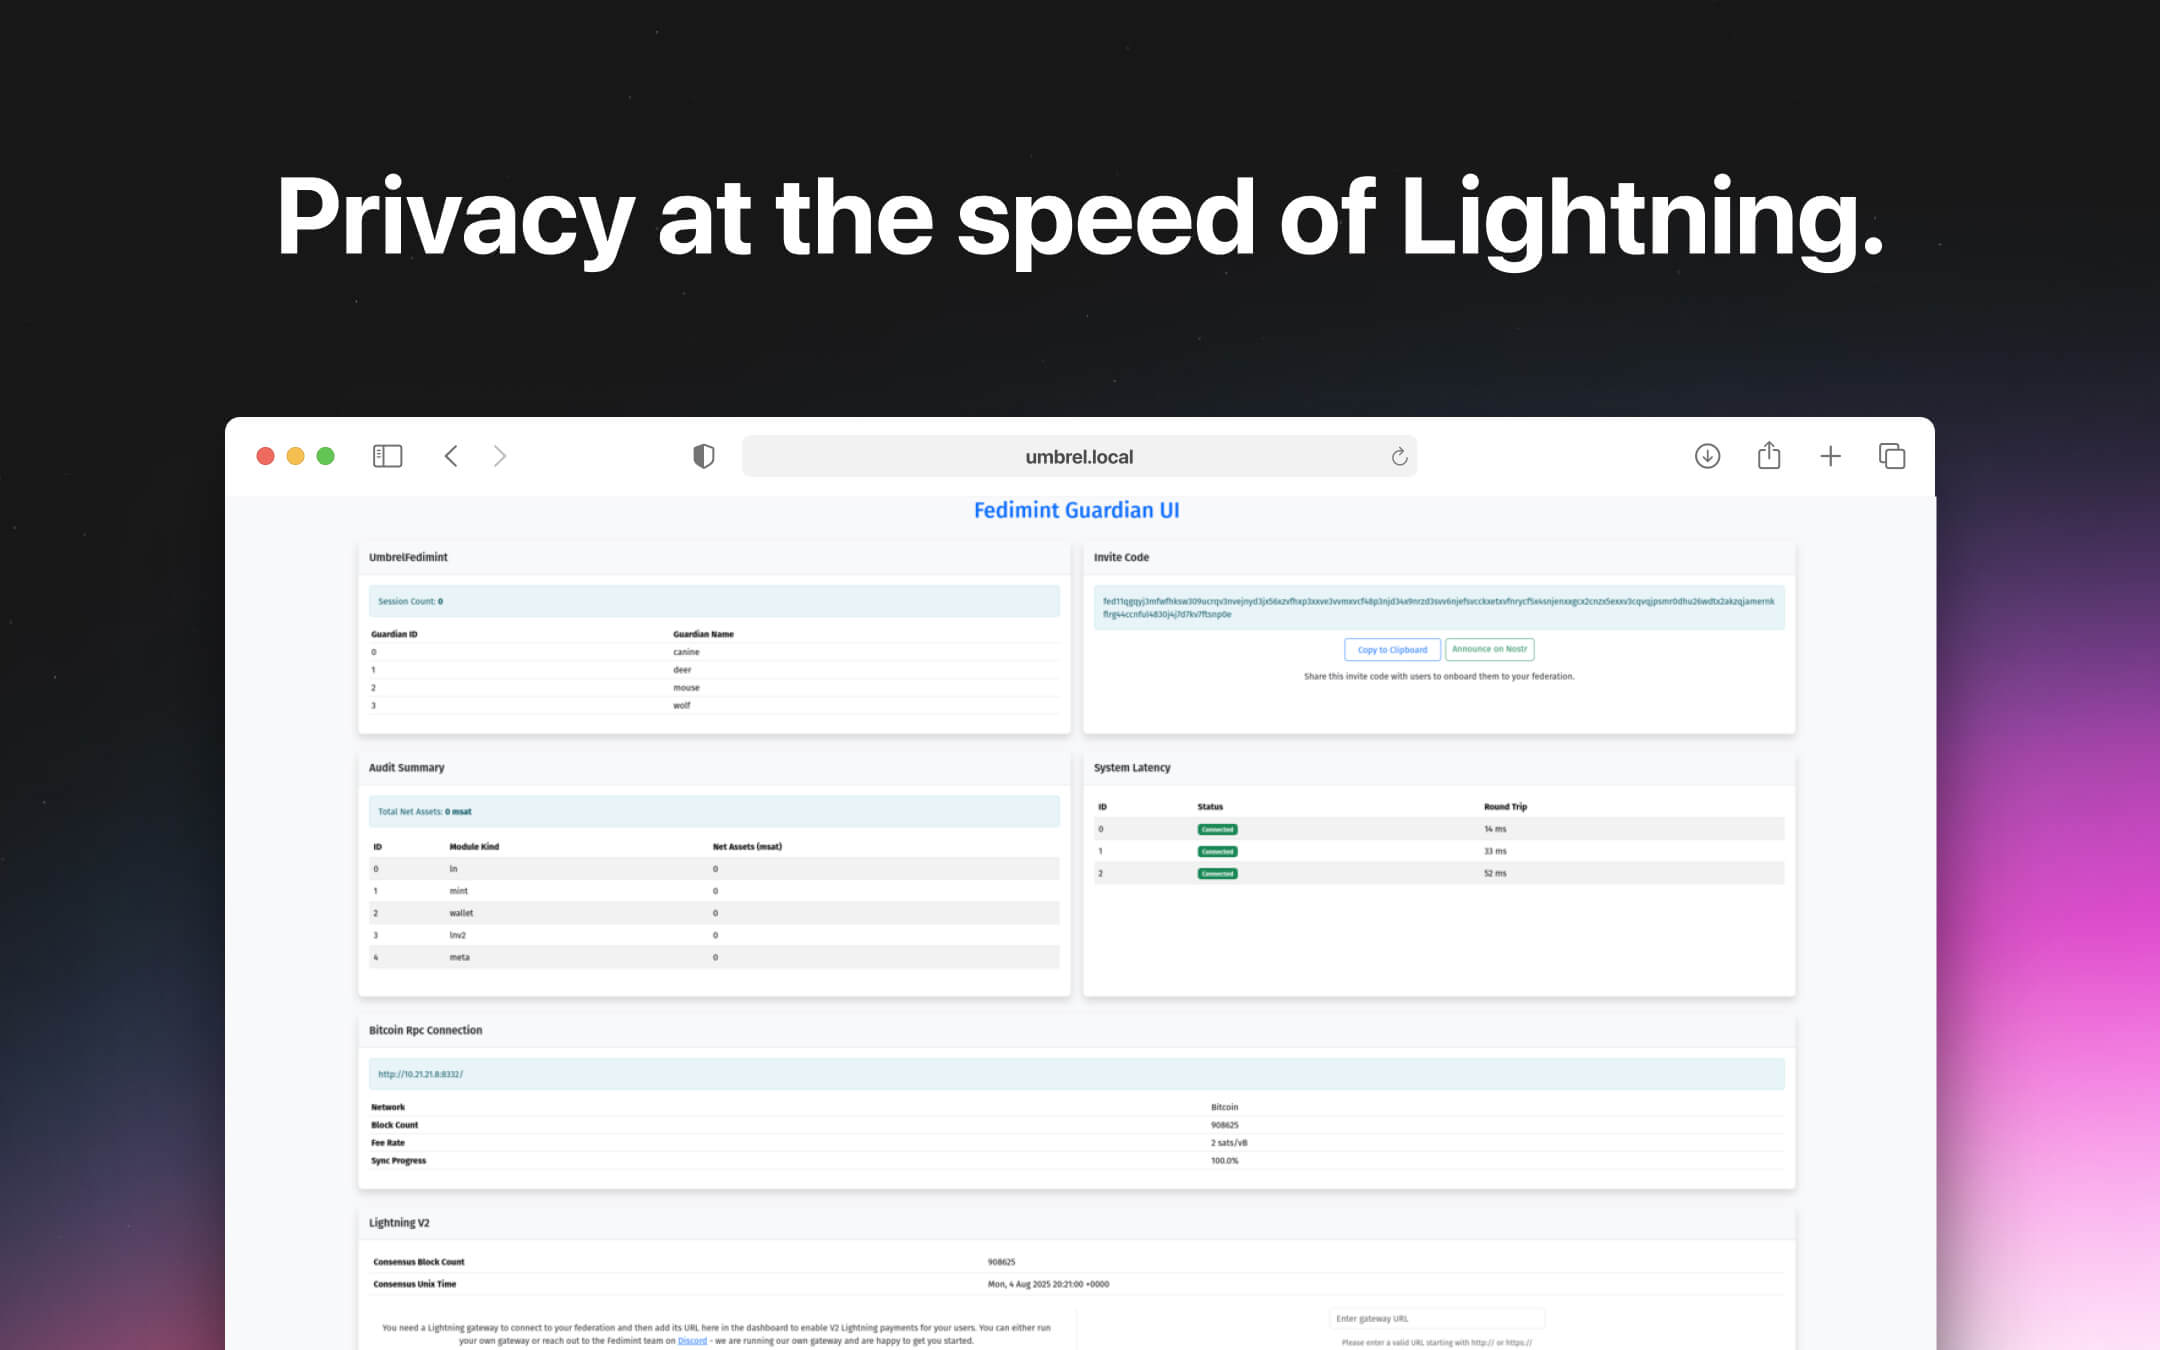 Privacy at the speed of Lightning.
umbrel.local
Fedimint Guardian UI
UmbrelFedimint
Session Count: 0
Guardian ID Guardian Name
0 canine
1 deer
2 mouse
3 wolf
Invite Code
Copy to Clipboard Announce on Nostr
Share this invite code with users to onboard them to your federation.
Audit Summary
Total Net Assets: 0 msat
ID Module Kind Net Assets (msat)
0 ln 0
1 mint 0
2 wallet 0
3 lnv2 0
4 meta 0
System Latency
ID Status Round Trip
0 Connected 14 ms
1 Connected 33 ms
2 Connected 52 ms
Bitcoin Rpc Connection
http://10.21.21.8:8332/
Network Bitcoin
Block Count 908625
Fee Rate 2 sats/vB
Sync Progress 100.0%
Lightning V2
Consensus Block Count 908625
Consensus Unix Time Mon, 4 Aug 2025 20:21:00 +0000
You need a Lightning gateway to connect to your federation and then add its URL here in the dashboard to enable V2 Lightning payments for your users. You can either run
your own gateway or reach out to the Fedimint team on Discord - we are running our own gateway and are happy to get you started.
Enter gateway URL
Please enter a valid URL starting with http:// or https://